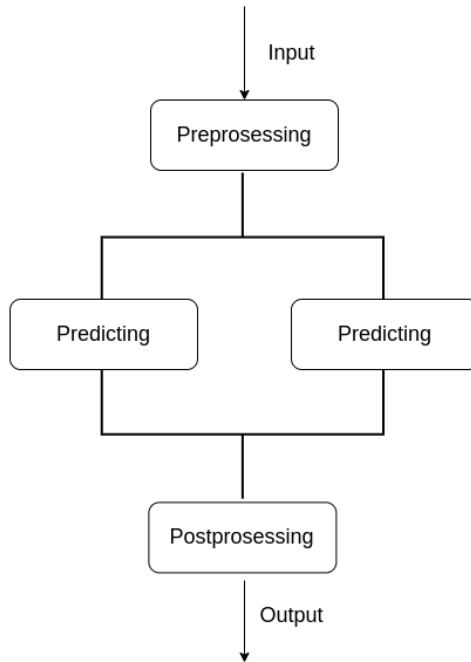 Input
Preprosessing
Predicting
Predicting
Postprosessing
Output